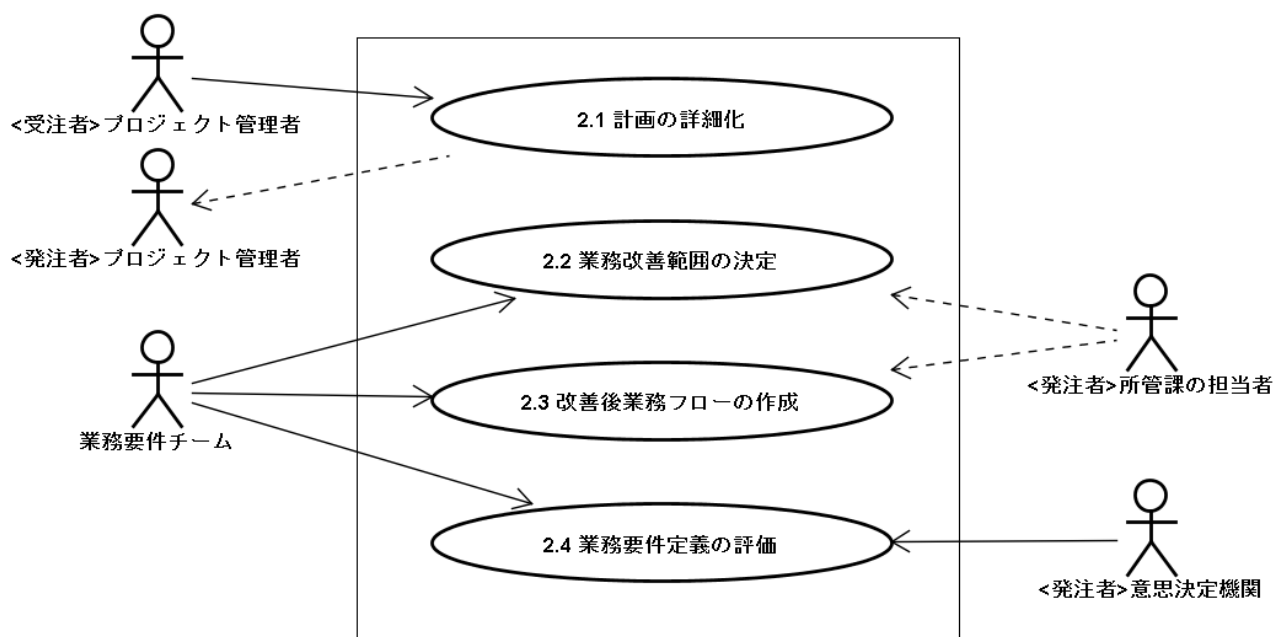 <受注者>プロジェクト管理者
2.1 計画の詳細化
<発注者>プロジェクト管理者
2.2 業務改善範囲の決定
<発注者>所管課の担当者
2.3 改善後業務フローの作成
業務要件チーム
2.4 業務要件定義の評価
<発注者>意思決定機関